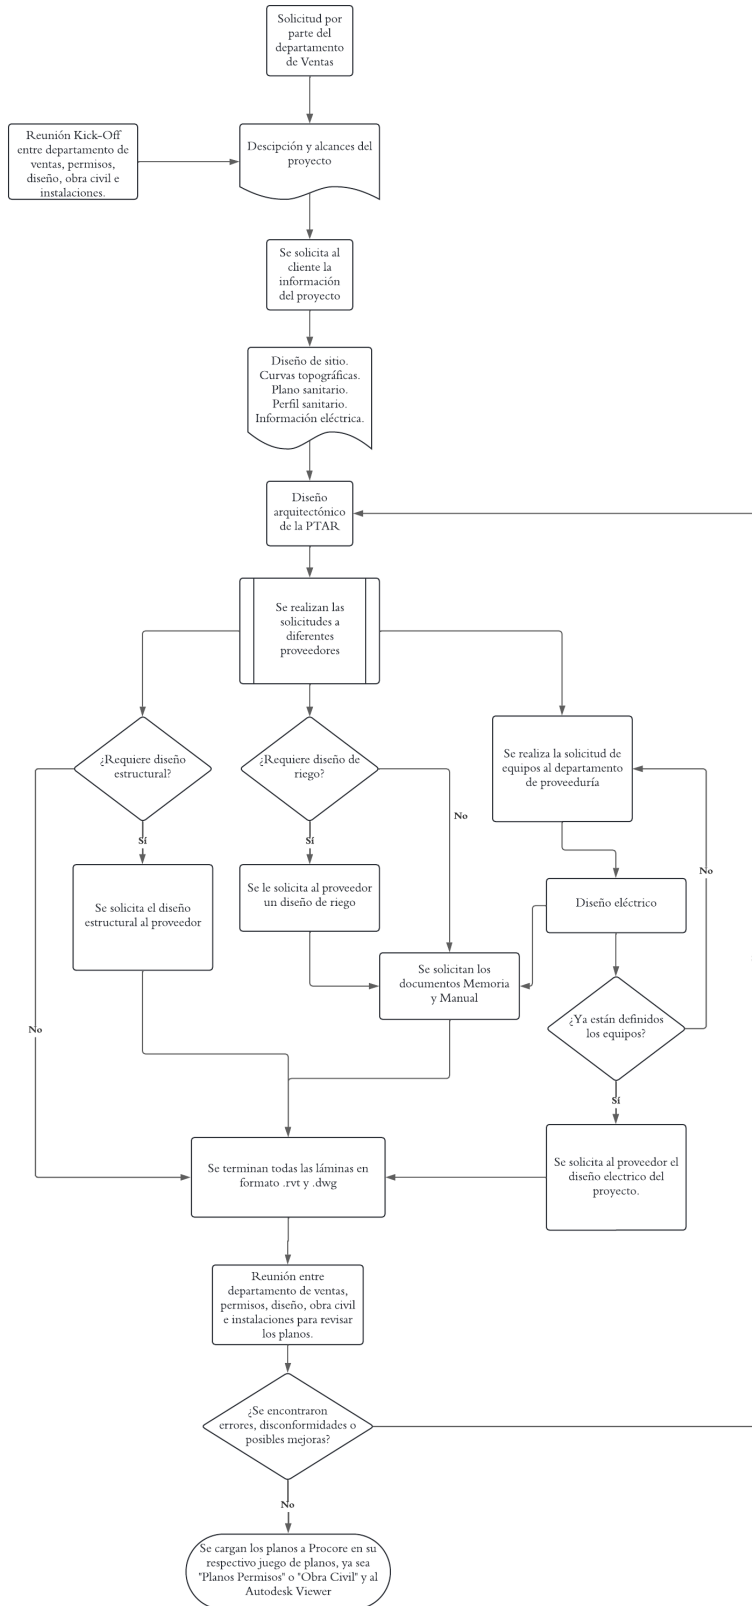 Solicitud por
parte del
departamento
de Ventas
Reunión Kick-Off
entre departamento de
ventas, permisos,
diseño, obra civil e
instalaciones.
Descipción y alcances del
proyecto
Se solicita al
cliente la
información
del proyecto
Diseño de sitio.
Curvas topográficas.
Plano sanitario.
Perfil sanitario.
Información eléctrica.
Diseño
arquitectónico
de la PTAR
Se realizan las
solicitudes a
diferentes
proveedores
¿Requiere diseño
estructural?
¿Requiere diseño de
riego?
Se realiza la solicitud de
equipos al departamento
de proveeduría
No
Sí
Sí
No
Se solicita el diseño
estructural al proveedor
Se le solicita al proveedor
un diseño de riego
Diseño eléctrico
Se solicitan los
documentos Memoria
y Manual
¿Ya están definidos
los equipos?
No
Sí
Se terminan todas las láminas en
formato .rvt y .dwg
Se solicita al proveedor el
diseño electrico del
proyecto.
Reunión entre
departamento de ventas,
permisos, diseño, obra civil
e instalaciones para revisar
los planos.
¿Se encontraron
errores, disconformidades o
posibles mejoras?
No
Se cargan los planos a Procore en su
respectivo juego de planos, ya sea
"Planos Permisos" o "Obra Civil" y al
Autodesk Viewer